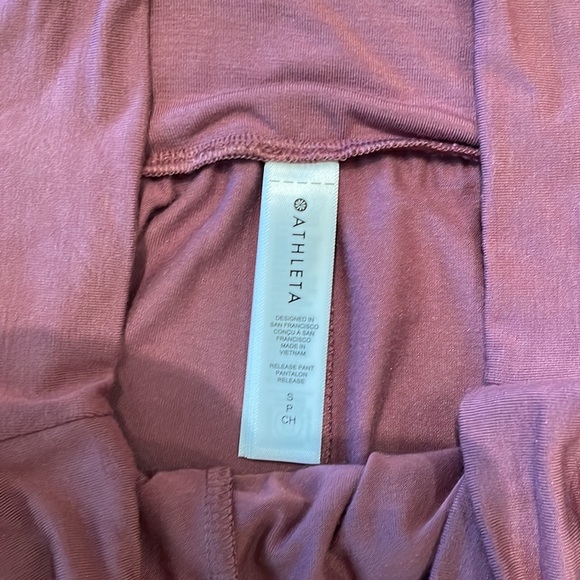 ATHLETA
DESIGNED IN
SAN FRANCISCO
CONÇU À SAN
FRANCISCO
MADE IN
VIETNAM
RELEASE PANT
PANTALON
RELEASE
S
P H
CH